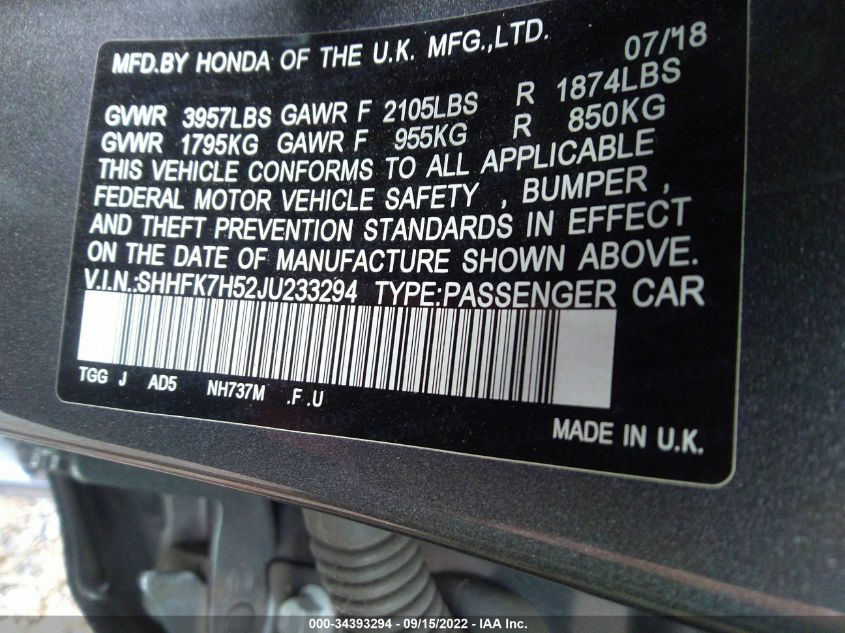 MFD.BY HONDA OF THE U.K. MFG.,LTD. 07/18
GVWR 3957LBS GAWR F 2105LBS R 1874LBS
GVWR 1795KG GAWR F 955KG R 850KG
THIS VEHICLE CONFORMS TO ALL APPLICABLE
FEDERAL MOTOR VEHICLE SAFETY , BUMPER ,
AND THEFT PREVENTION STANDARDS IN EFFECT
ON THE DATE OF MANUFACTURE SHOWN ABOVE.
V.I.N.:SHHFK7H52JU233294 TYPE:PASSENGER CAR
TGG J AD5 NH737M .F .U
MADE IN U.K.
000-34393294 - 09/15/2022 - IAA Inc.